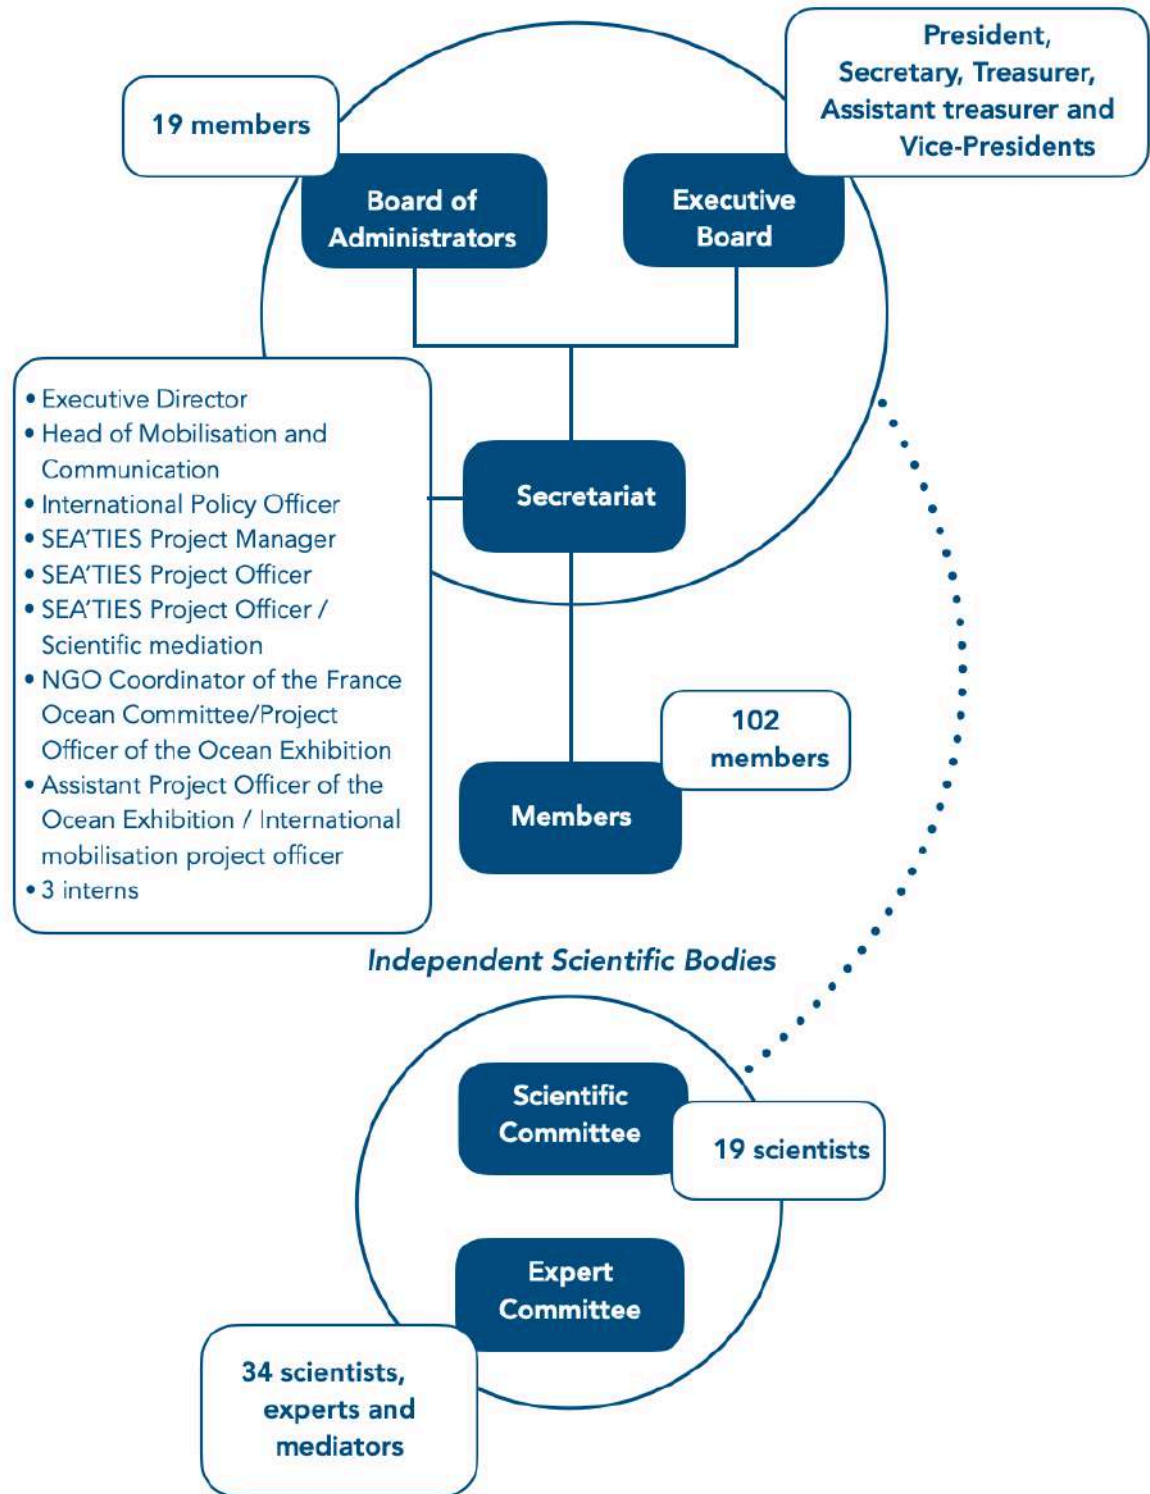 President,
Secretary, Treasurer,
Assistant treasurer and
Vice-Presidents
19 members
Board of
Administrators
Executive
Board
• Executive Director
• Head of Mobilisation and
Communication
• International Policy Officer
• SEA'TIES Project Manager
• SEA'TIES Project Officer
• SEA'TIES Project Officer /
Scientific mediation
• NGO Coordinator of the France
Ocean Committee/Project
Officer of the Ocean Exhibition
• Assistant Project Officer of the
Ocean Exhibition / International
mobilisation project officer
• 3 interns
Secretariat
102
members
Members
Independent Scientific Bodies
Scientific
Committee
19 scientists
Expert
Committee
34 scientists,
experts and
mediators